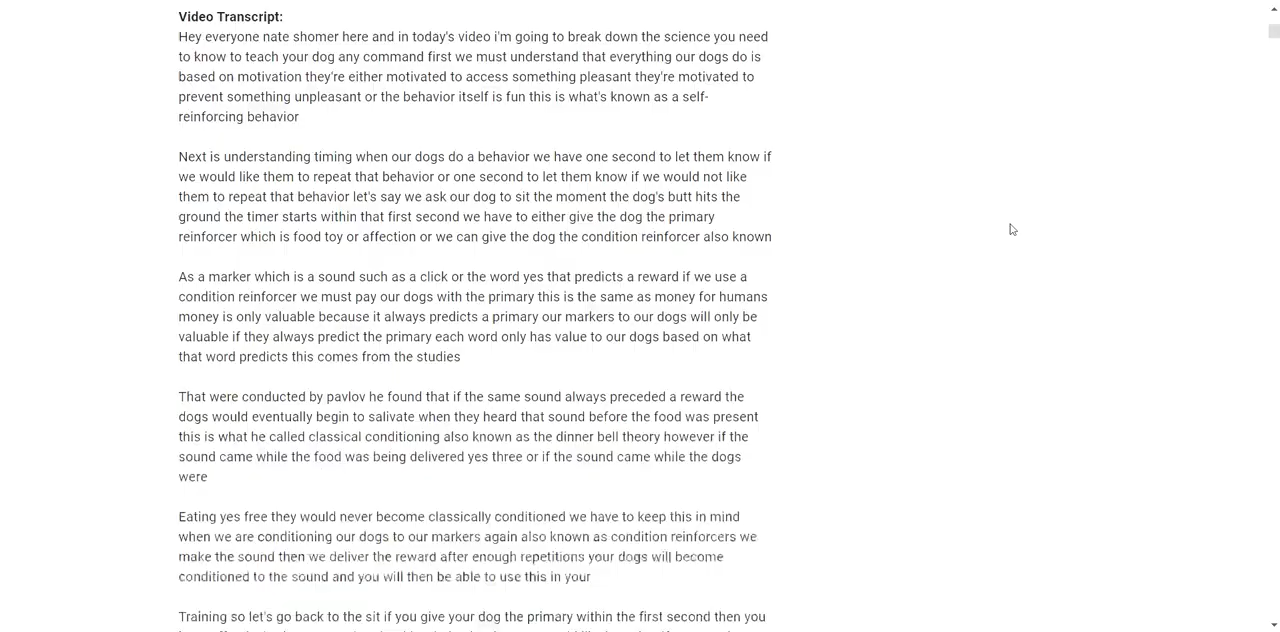 Video Transcript:
Hey everyone nate shomer here and in today's video i'm going to break down the science you need
to know to teach your dog any command first we must understand that everything our dogs do is
based on motivation they're either motivated to access something pleasant they're motivated to
prevent something unpleasant or the behavior itself is fun this is what's known as a self-
reinforcing behavior
Next is understanding timing when our dogs do a behavior we have one second to let them know if
we would like them to repeat that behavior or one second to let them know if we would not like
them to repeat that behavior let's say we ask our dog to sit the moment the dog's butt hits the
ground the timer starts within that first second we have to either give the dog the primary
reinforcer which is food toy or affection or we can give the dog the condition reinforcer also known
As a marker which is a sound such as a click or the word yes that predicts a reward if we use a
condition reinforcer we must pay our dogs with the primary this is the same as money for humans
money is only valuable because it always predicts a primary our markers to our dogs will only be
valuable if they always predict the primary each word only has value to our dogs based on what
that word predicts this comes from the studies
That were conducted by pavlov he found that if the same sound always preceded a reward the
dogs would eventually begin to salivate when they heard that sound before the food was present
this is what he called classical conditioning also known as the dinner bell theory however if the
sound came while the food was being delivered yes three or if the sound came while the dogs
were
Eating yes free they would never become classically conditioned we have to keep this in mind
when we are conditioning our dogs to our markers again also known as condition reinforcers we
make the sound then we deliver the reward after enough repetitions your dogs will become
conditioned to the sound and you will then be able to use this in your
Training so let's go back to the sit if you give your dog the primary within the first second then you